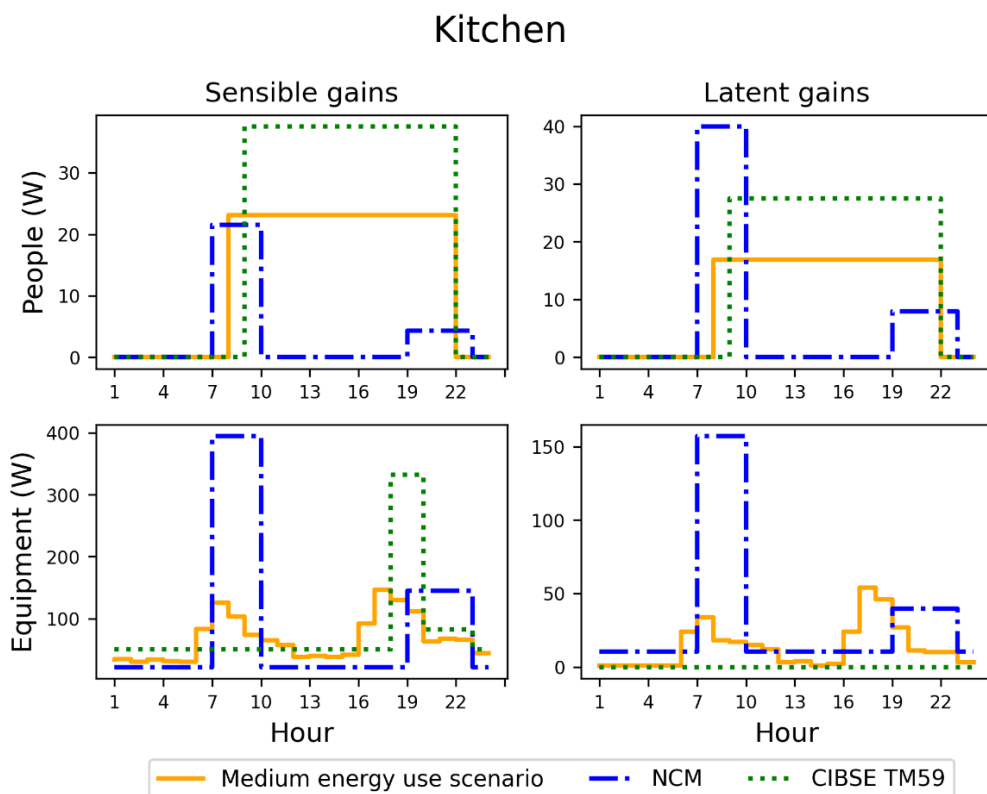 Kitchen
Sensible gains
Latent gains
People (W)
30
20
10
0
1 4 7 10 13 16 19 22
40
30
20
10
0
1 4 7 10 13 16 19 22
Equipment (W)
400
300
200
100
1 4 7 10 13 16 19 22
Hour
150
100
50
0
1 4 7 10 13 16 19 22
Hour
Medium energy use scenario NCM CIBSE TM59